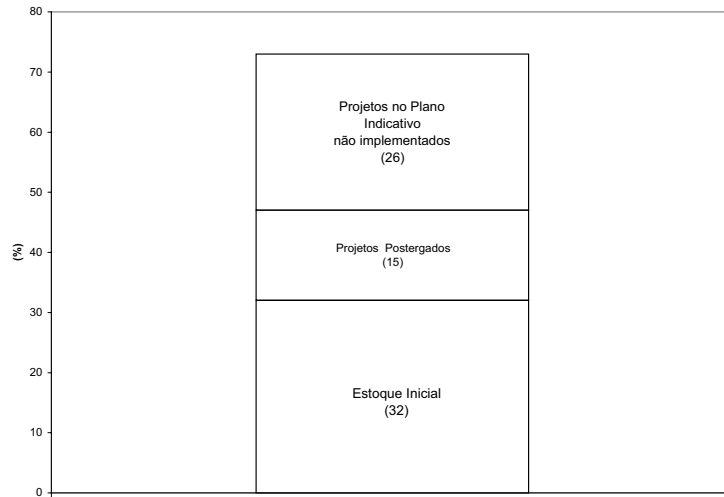 80
70
60
50
40
30
20
10
0
(%)
Projetos no Plano
Indicativo
não implementados
(26)
Projetos Postergados
(15)
Estoque Inicial
(32)